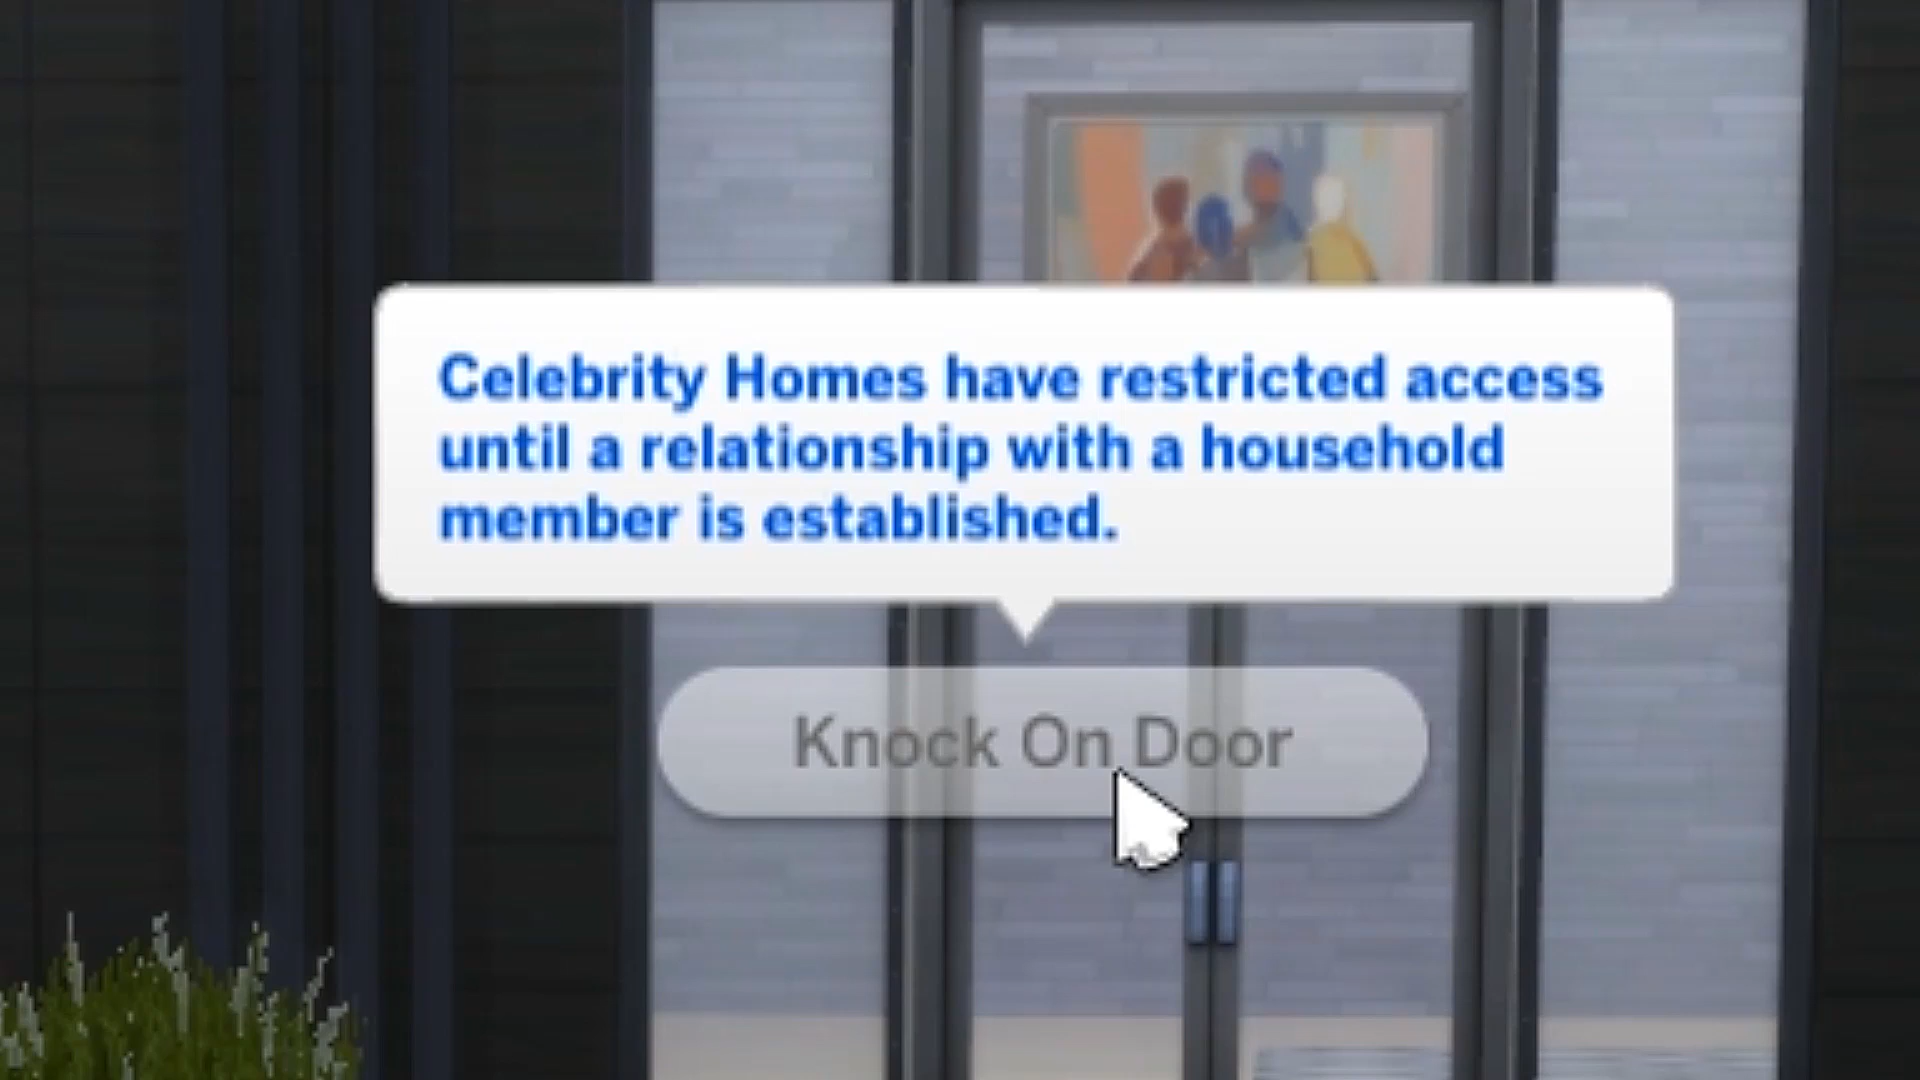 Celebrity Homes have restricted access
until a relationship with a household
member is established.
Knock On Door